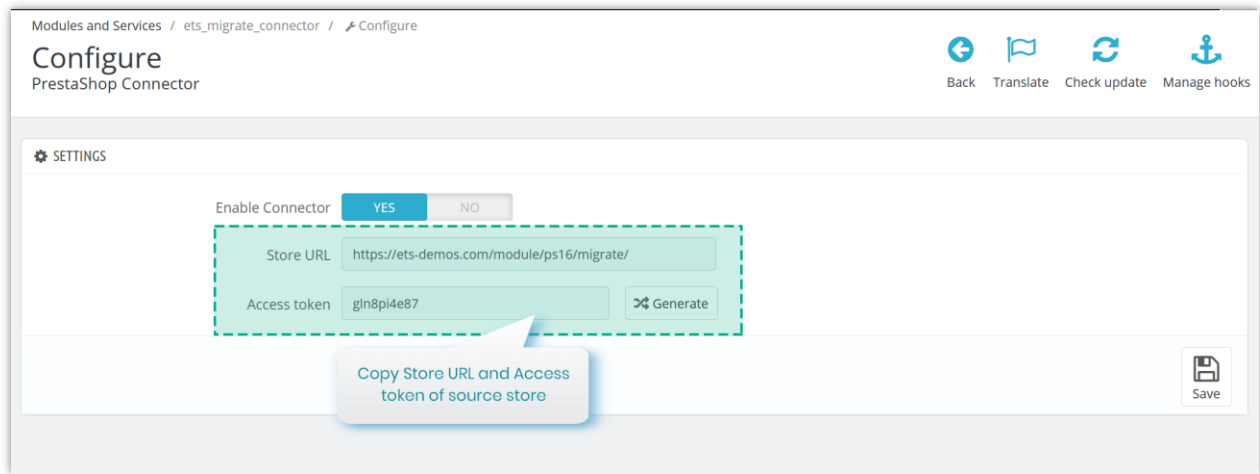 Modules and Services / ets_migrate_connector / Configure
Configure
PrestaShop Connector
Back Translate Check update Manage hooks
SETTINGS
Enable Connector YES NO
Store URL https://ets-demos.com/module/ps16/migrate/
Access token gln8pi4e87 Generate
Copy Store URL and Access
token of source store
Save